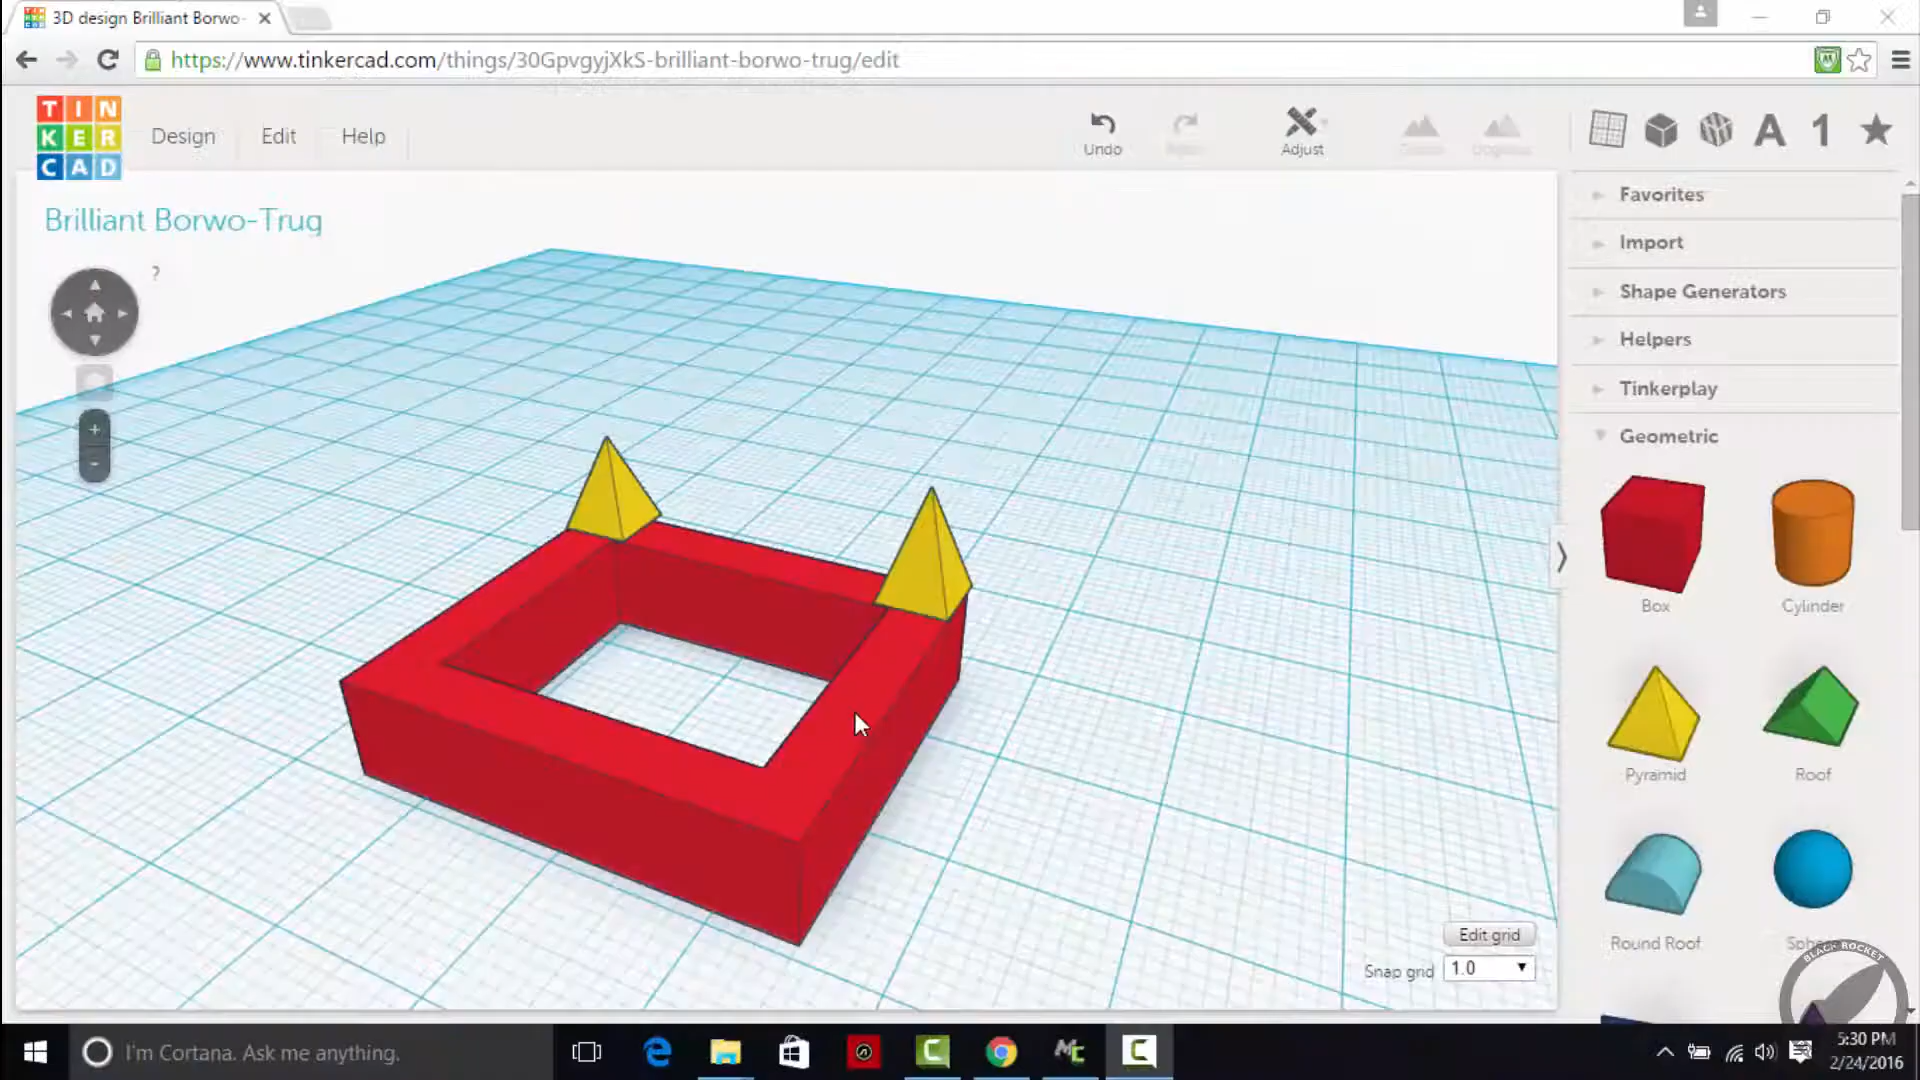 3D design Brilliant Borwo-
https://www.tinkercad.com/things/30GpvgyjXkS-brilliant-borwo-trug/edit
TIN
KER
CAD
Design
Edit
Help
Undo
Adjust
A
1
Brilliant Borwo-Trug
?
Favorites
Import
Shape Generators
Helpers
Tinkerplay
Geometric
Box
Cylinder
Pyramid
Roof
Round Roof
BLACK ROCKET
Edit grid
Snap grid
1.0
I'm Cortana. Ask me anything.
5:30 PM
2/24/2016